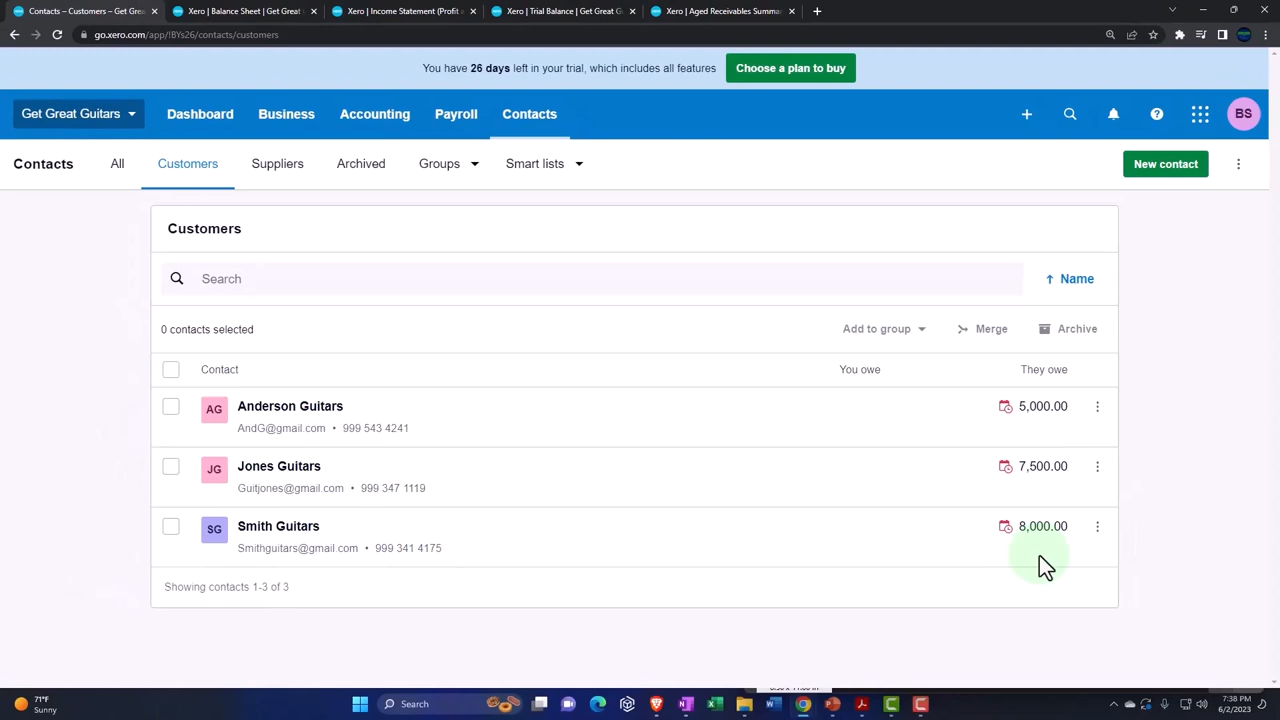 Contacts – Customers – Get Grea
Xero | Balance Sheet | Get Great G
Xero | Income Statement (Profit a
Xero | Trial Balance | Get Great Gu
Xero | Aged Receivables Summar
go.xero.com/app/!BYs26/contacts/customers
You have 26 days left in your trial, which includes all features
Choose a plan to buy
Get Great Guitars
Dashboard
Business
Accounting
Payroll
Contacts
BS
Contacts
All
Customers
Suppliers
Archived
Groups
Smart lists
New contact
Customers
Search
Name
0 contacts selected
Add to group
Merge
Archive
Contact
You owe
They owe
AG
Anderson Guitars
5,000.00
AndG@gmail.com • 999 543 4241
JG
Jones Guitars
7,500.00
Guitjones@gmail.com • 999 347 1119
SG
Smith Guitars
8,000.00
Smithguitars@gmail.com • 999 341 4175
Showing contacts 1-3 of 3
71°F
Sunny
Search
7:38 PM
6/2/2023